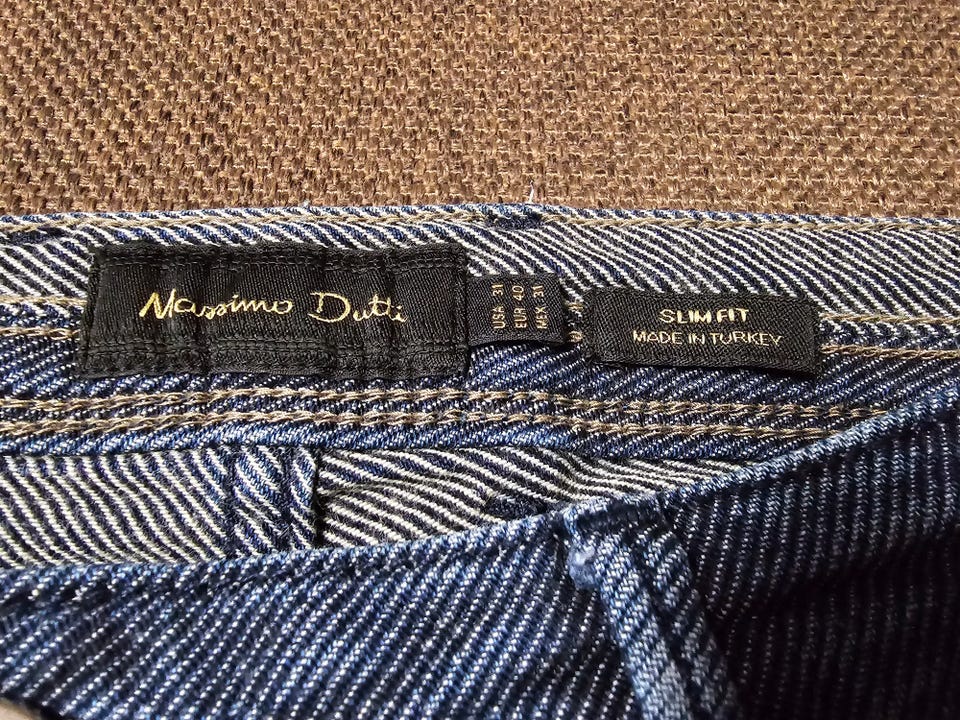 Massimo Dutti
USA 31
EUR 40
MEX 31
SLIM FIT
MADE IN TURKEY